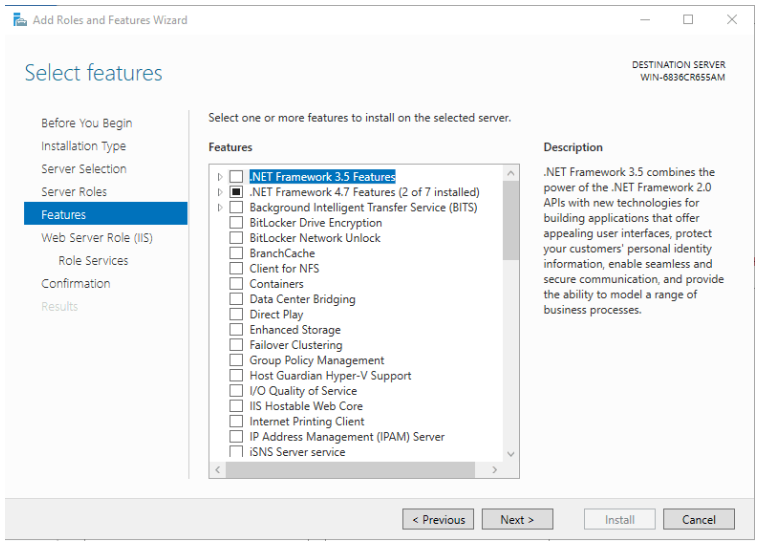 Add Roles and Features Wizard
Select features
DESTINATION SERVER
WIN-6836CR655AM
Before You Begin
Installation Type
Server Selection
Server Roles
Features
Web Server Role (IIS)
Role Services
Confirmation
Results
Select one or more features to install on the selected server.
Features
.NET Framework 3.5 Features
.NET Framework 4.7 Features (2 of 7 installed)
Background Intelligent Transfer Service (BITS)
BitLocker Drive Encryption
BitLocker Network Unlock
BranchCache
Client for NFS
Containers
Data Center Bridging
Direct Play
Enhanced Storage
Failover Clustering
Group Policy Management
Host Guardian Hyper-V Support
I/O Quality of Service
IIS Hostable Web Core
Internet Printing Client
IP Address Management (IPAM) Server
iSNS Server service
Description
.NET Framework 3.5 combines the
power of the .NET Framework 2.0
APIs with new technologies for
building applications that offer
appealing user interfaces, protect
your customers' personal identity
information, enable seamless and
secure communication, and provide
the ability to model a range of
business processes.
< Previous
Next >
Install
Cancel